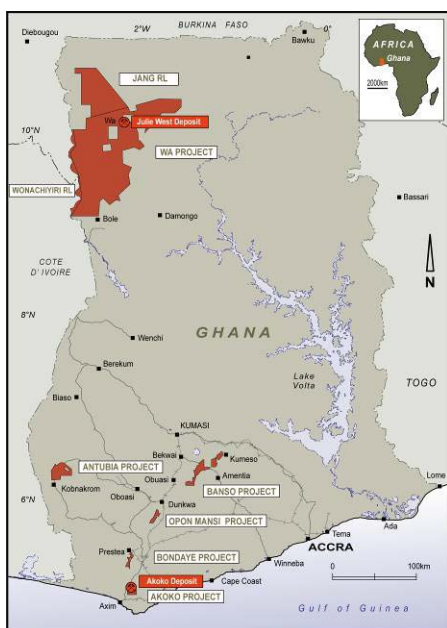 BURKINA FASO
Diebougou
2°W
0°
Bawku
AFRICA
Ghana
2000km
JANG RL
Wa
Julie West Deposit
10°N
WA PROJECT
WONACHIYIRI RL
Bassari
Bole
Damongo
COTE
D'IVOIRE
N
8°N
GHANA
Wenchi
Berekum
Lake
Volta
TOGO
Biaso
KUMASI
Bekwai
Kumeso
ANTUBIA PROJECT
Obuasi
Amentia
Lome
Kobnakrom
Oboasi
BANSO PROJECT
6°N
Dunkwa
OPON MANSI PROJECT
Ada
Tema
Prestea
ACCRA
BONDAYE PROJECT
Winneba
Akoko Deposit
Cape Coast
100km
AKOKO PROJECT
Axim
Gulf of Guinea